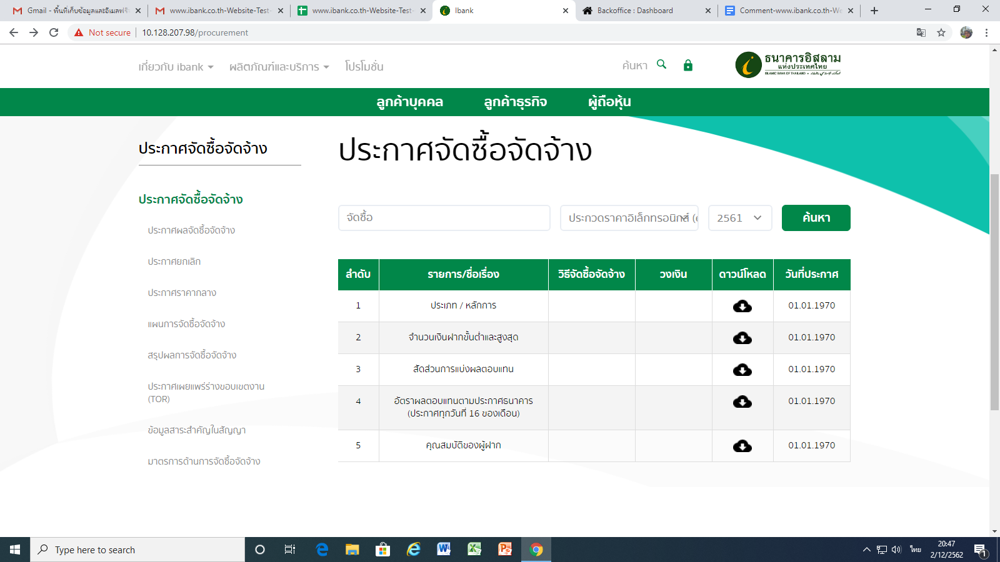 Gmail - พื้นที่เก็บข้อมูลและอีเมลฟรี
www.ibank.co.th-Website-Test-
www.ibank.co.th-Website-Test-
Ibank
Backoffice : Dashboard
Comment-www.ibank.co.th-We
Not secure
10.128.207.98/procurement
เกี่ยวกับ ibank
ผลิตภัณฑ์และบริการ
โปรโมชั่น
ค้นหา
ธนาคารอิสลาม
แห่งประเทศไทย
ISLAMIC BANK OF THAILAND
ลูกค้าบุคคล
ลูกค้าธุรกิจ
ผู้ถือหุ้น
ประกาศจัดซื้อจัดจ้าง
ประกาศจัดซื้อจัดจ้าง
ประกาศจัดซื้อจัดจ้าง
ประกาศผลจัดซื้อจัดจ้าง
ประกาศยกเลิก
ประกาศราคากลาง
แผนการจัดซื้อจัดจ้าง
สรุปผลการจัดซื้อจัดจ้าง
ประกาศเผยแพร่ร่างขอบเขตงาน
(TOR)
ข้อมูลสาระสำคัญในสัญญา
มาตรการด้านการจัดซื้อจัดจ้าง
จัดซื้อ
ประกวดราคาอิเล็กทรอนิกส์ (e
2561
ค้นหา
ลำดับ รายการ/ชื่อเรื่อง วิธีจัดซื้อจัดจ้าง วงเงิน ดาวน์โหลด วันที่ประกาศ
1 ประเภท / หลักการ 01.01.1970
2 จำนวนเงินฝากขั้นต่ำและสูงสุด 01.01.1970
3 สัดส่วนการแบ่งผลตอบแทน 01.01.1970
4 อัตราผลตอบแทนตามประกาศธนาคาร 01.01.1970
(ประกาศทุกวันที่ 16 ของเดือน)
5 คุณสมบัติของผู้ฝาก 01.01.1970
Type here to search
ไทย
20:47
2/12/2562
1